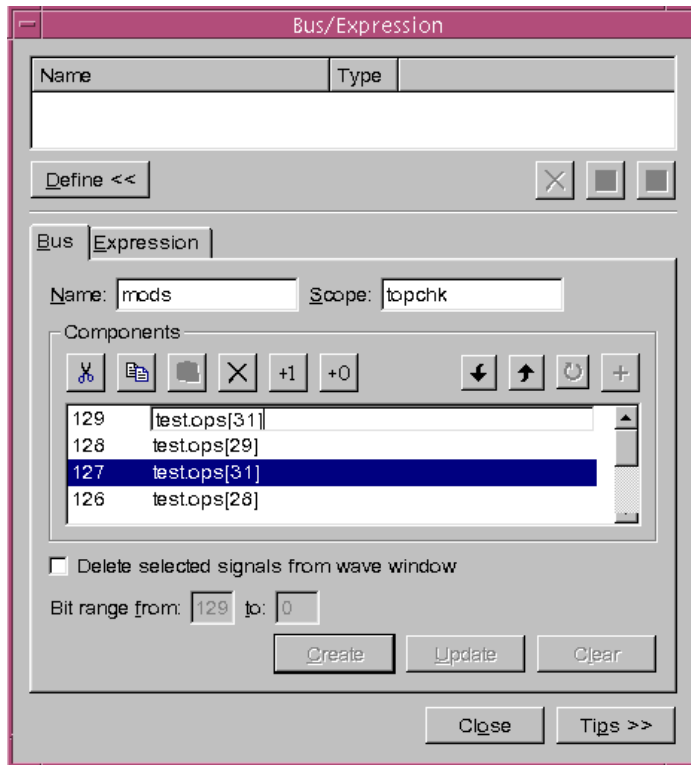 Bus/Expression
Name Type
Define <<
Bus Expression
Name: mods Scope: topchk
Components
+1 +0
129 test.ops[31]
128 test.ops[29]
127 test.ops[31]
126 test.ops[28]
Delete selected signals from wave window
Bit range from: 129 to: 0
Create Update Clear
Close Tips >>